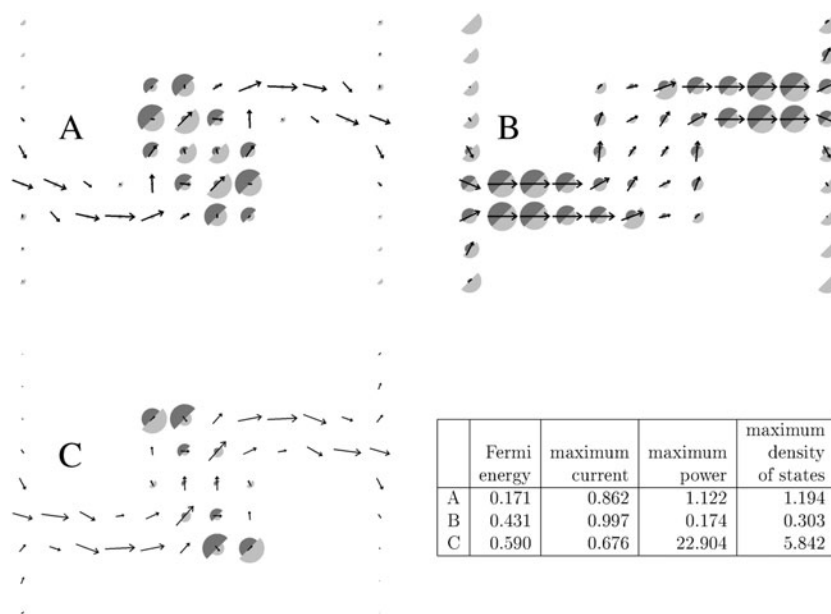 A
B
C
maximum
Fermi maximum maximum density
energy current power of states
A 0.171 0.862 1.122 1.194
B 0.431 0.997 0.174 0.303
C 0.590 0.676 22.904 5.842